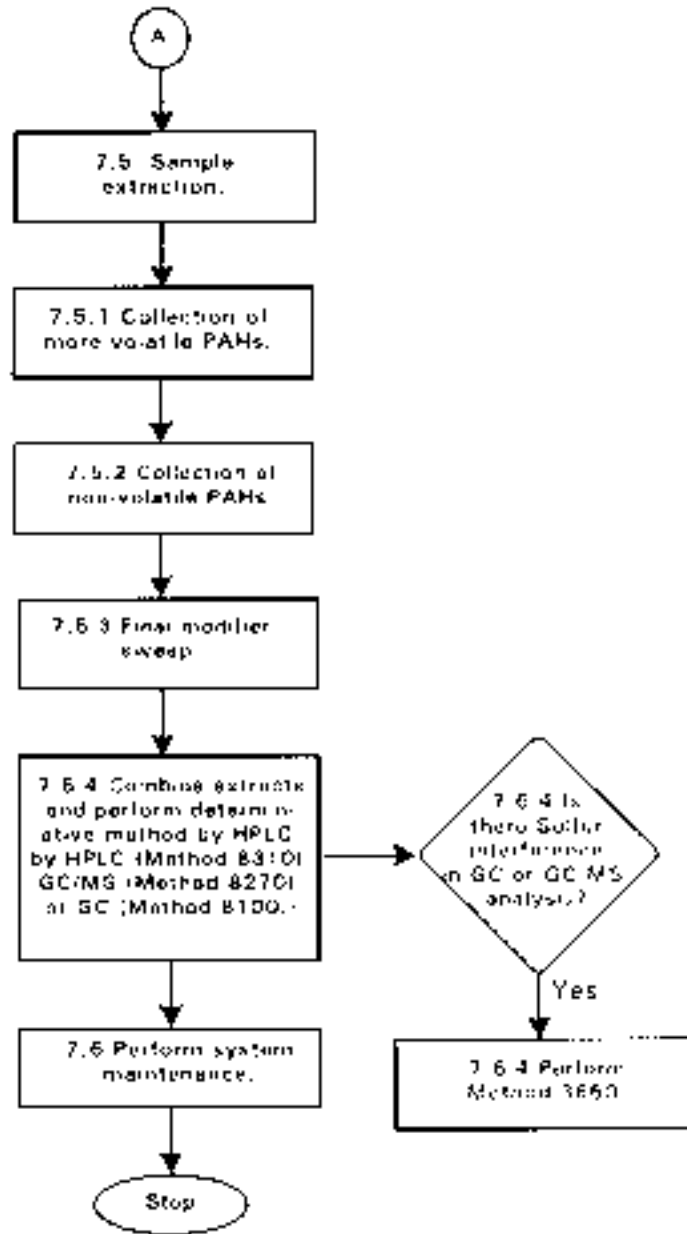 A
7.5 Sample
extraction.
7.5.1 Collection of
more volatile PAHs.
7.5.2 Collection of
non-volatile PAHs
7.5.3 Final modifier
sweep
7.5.4 Combine extracts
and perform determin-
ative method by HPLC
by HPLC (Method 8310)
GC/MS (Method 8270)
or GC (Method 8100).
7.5.4 Is
there Sulfur
interference
in GC or GC MS
analysis?
Yes
7.5.4 Perform
Method 3660
7.6 Perform system
maintenance.
Stop